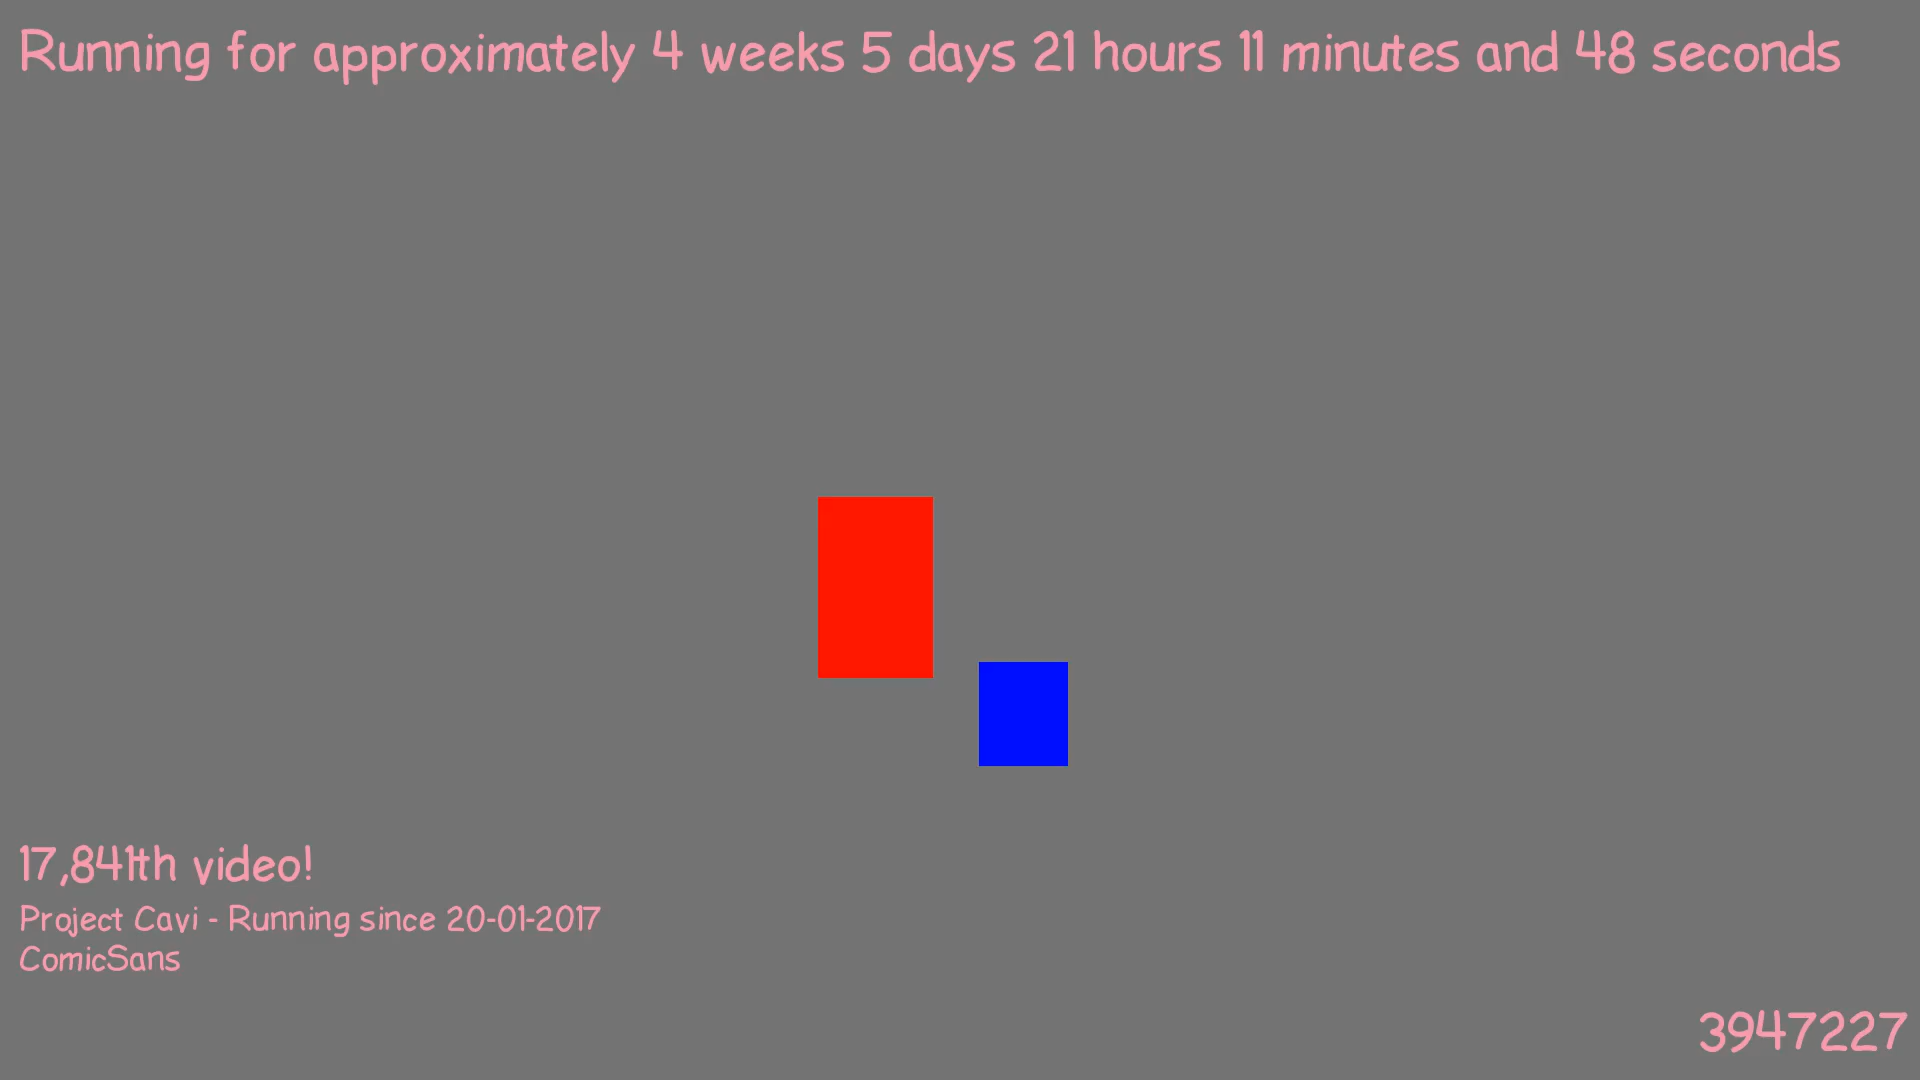 Running for approximately 4 weeks 5 days 21 hours 11 minutes and 48 seconds
17,841th video!
Project Cavi - Running since 20-01-2017
ComicSans
3947227